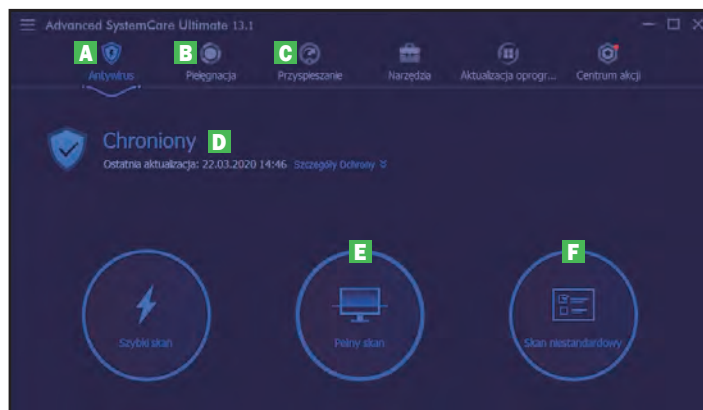 Advanced SystemCare Ultimate 13.1
A B C
Antywirus Pielęgnacja Przyspieszanie Narzędzia Aktualizacja oprogr... Centrum akcji
Chroniony D
Ostatnia aktualizacja: 22.03.2020 14:46 Szczegóły Ochrony
E F
Szybki skan Pełny skan Skan niestandardowy